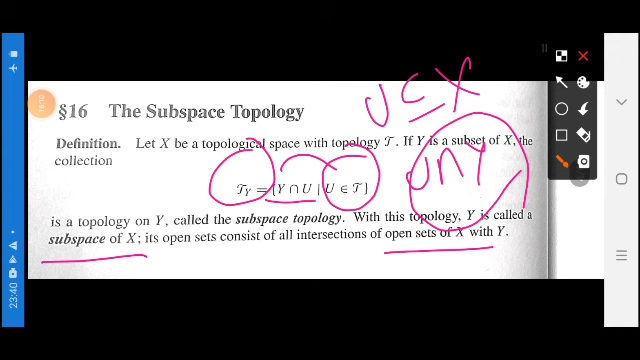 U ⊆ X
§16 The Subspace Topology
Definition. Let X be a topological space with topology 𝒯. If Y is a subset of X, the
collection
𝒯_Y = {Y ∩ U | U ∈ 𝒯}
U ∩ Y
is a topology on Y, called the subspace topology. With this topology, Y is called a
subspace of X; its open sets consist of all intersections of open sets of X with Y.
23:40